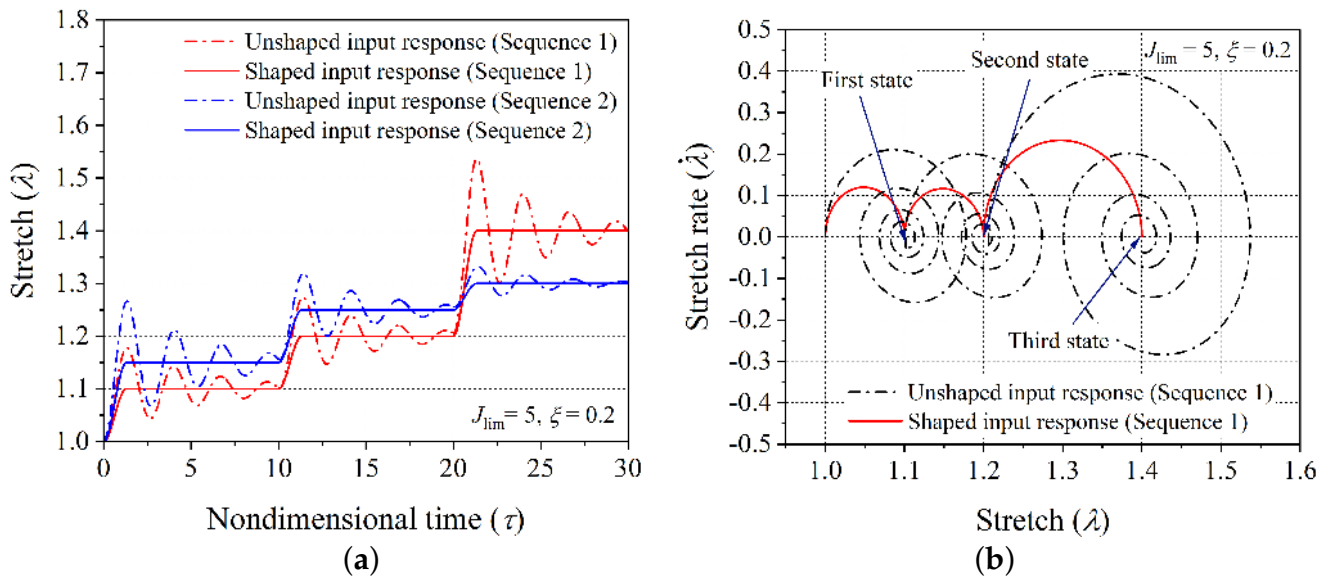 1.8
1.7
1.6
1.5
1.4
1.3
1.2
1.1
1.0
Stretch (λ)
Unshaped input response (Sequence 1)
Shaped input response (Sequence 1)
Unshaped input response (Sequence 2)
Shaped input response (Sequence 2)
J_lim = 5, ξ = 0.2
0 5 10 15 20 25 30
Nondimensional time (τ)
(a)
0.5
0.4
0.3
0.2
0.1
0.0
-0.1
-0.2
-0.3
-0.4
-0.5
Stretch rate (λ̇)
J_lim = 5, ξ = 0.2
Second state
First state
Third state
Unshaped input response (Sequence 1)
Shaped input response (Sequence 1)
1.0 1.1 1.2 1.3 1.4 1.5 1.6
Stretch (λ)
(b)